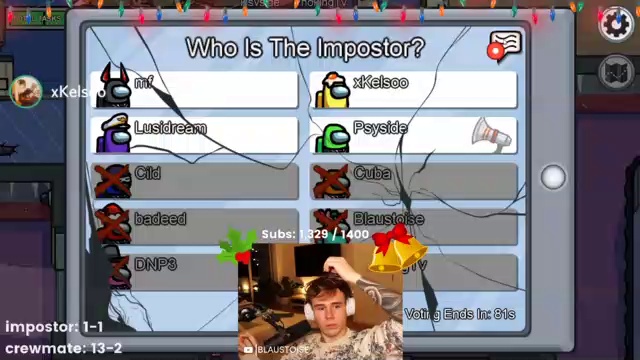 Who Is The Impostor?
mf
xKelsoo
xKelsoo
Lusidream
Psyside
Cild
Cuba
badeed
Blaustoise
Subs: 1,329 / 1400
DNP3
Voting Ends In: 81s
impostor: 1-1
crewmate: 13-2
BLAUSTOISE